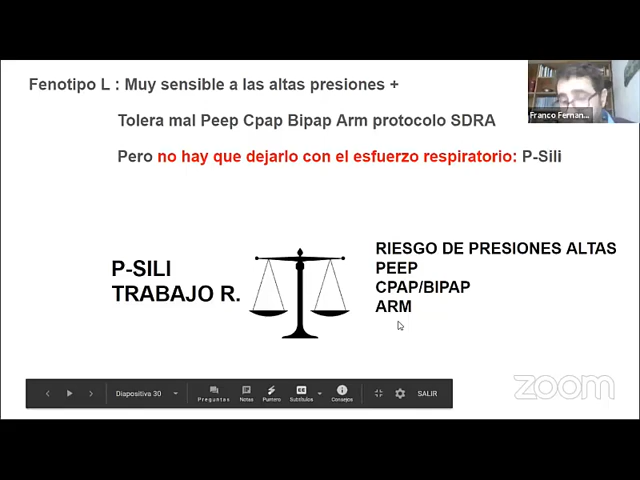 Fenotipo L : Muy sensible a las altas presiones +
Tolera mal Peep Cpap Bipap Arm protocolo SDRA
Pero no hay que dejarlo con el esfuerzo respiratorio: P-Sili
Franco Fernan...
P-SILI
TRABAJO R.
RIESGO DE PRESIONES ALTAS
PEEP
CPAP/BIPAP
ARM
Diapositiva 30
Preguntas
Notas
Puntero
Subtítulos
Consejos
SALIR
zoom